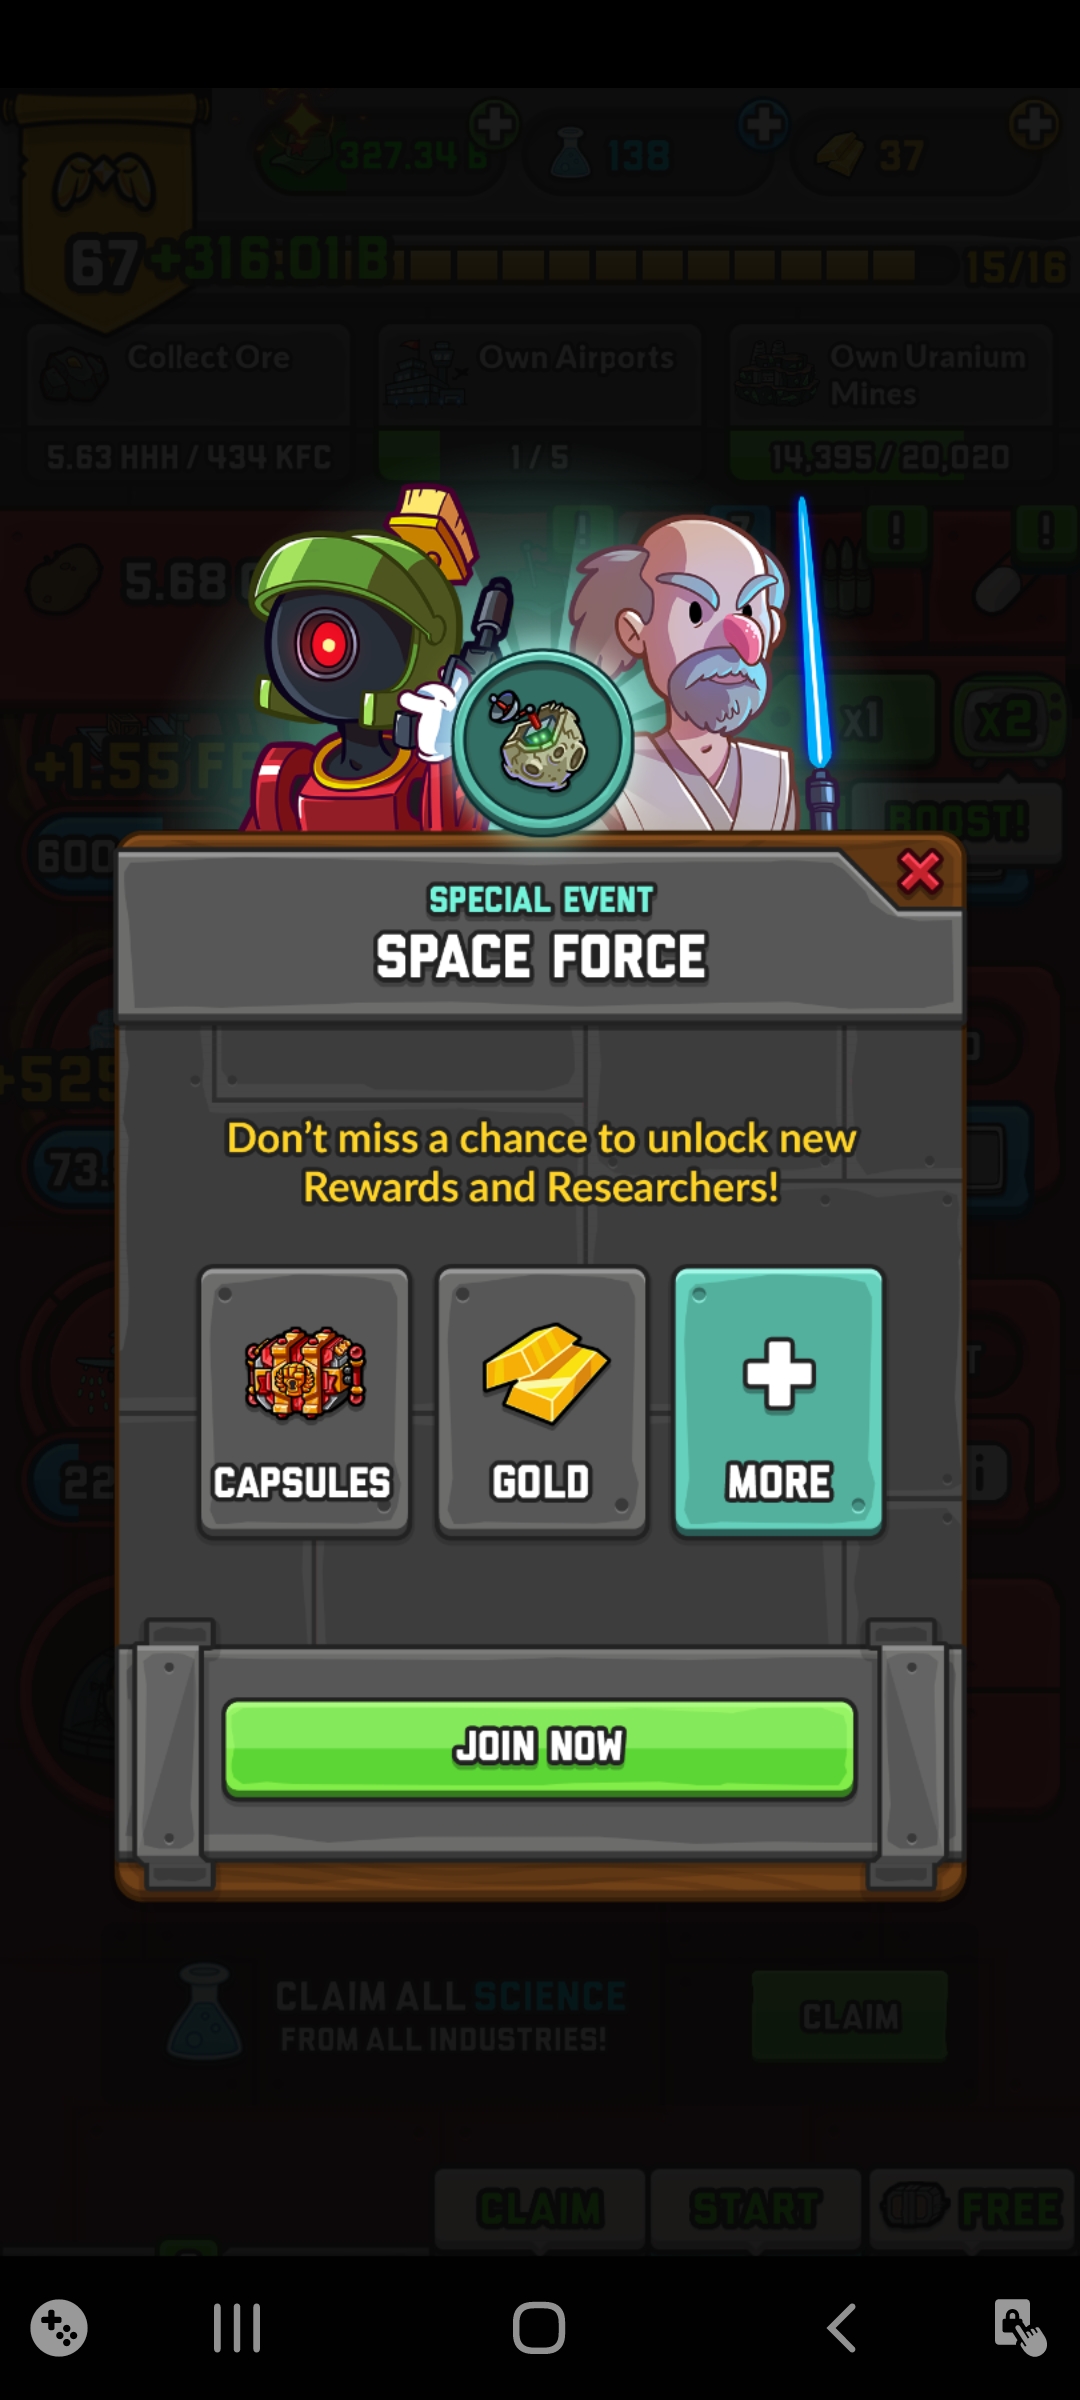 327.34 B
138
37
67
+316.01 B
15/16
Collect Ore
Own Airports
Own Uranium
Mines
5.63 HHH / 434 KFC
1 / 5
14,395 / 20,020
5.68
x1
x2
+1.55 FF
BOOST!
600
SPECIAL EVENT
SPACE FORCE
+525
Don't miss a chance to unlock new
Rewards and Researchers!
73.
CAPSULES
GOLD
MORE
22
JOIN NOW
CLAIM ALL SCIENCE
FROM ALL INDUSTRIES!
CLAIM
CLAIM
START
FREE